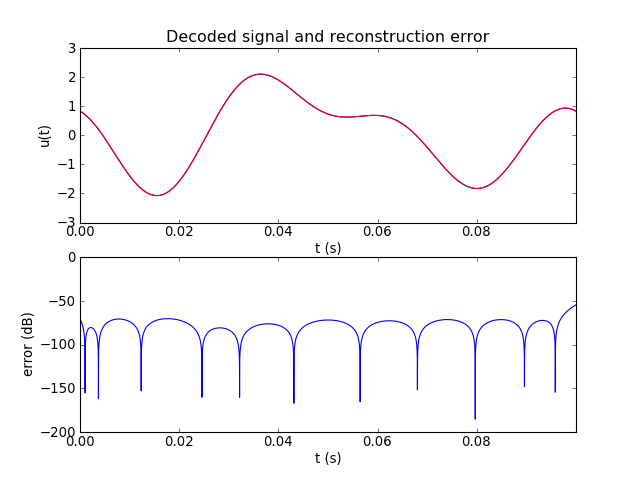 Decoded signal and reconstruction error
3
2
1
0
−1
−2
−3
u(t)
0.00 0.02 0.04 0.06 0.08
t (s)
0
−50
−100
−150
−200
error (dB)
0.00 0.02 0.04 0.06 0.08
t (s)